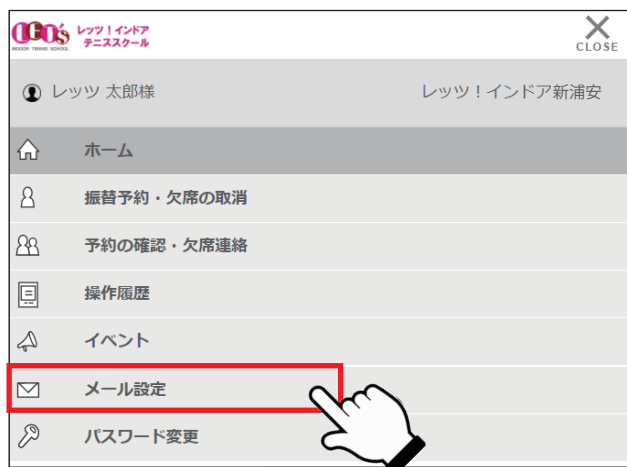 LETS レッツ！インドア
INDOOR TENNIS SCHOOL テニススクール
CLOSE
レッツ 太郎様 レッツ！インドア新浦安
ホーム
振替予約・欠席の取消
予約の確認・欠席連絡
操作履歴
イベント
メール設定
パスワード変更